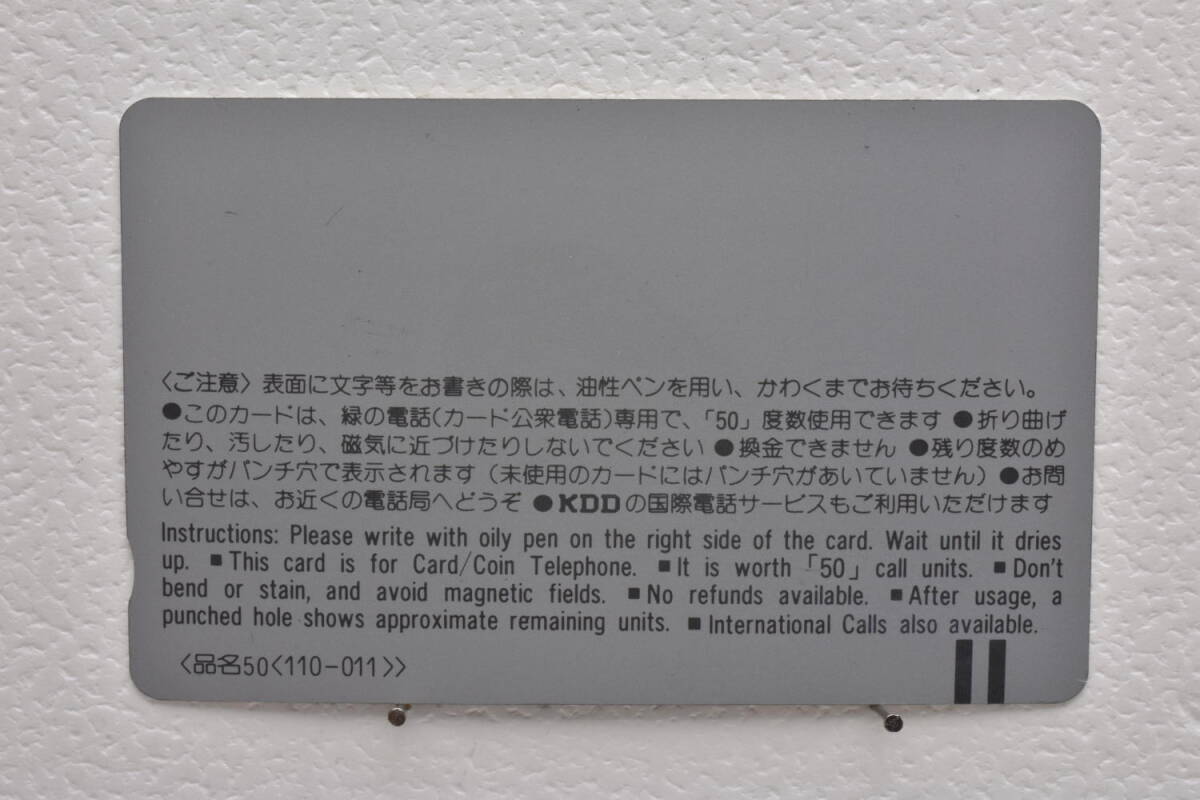 〈ご注意〉表面に文字等をお書きの際は、油性ペンを用い、かわくまでお待ちください。
●このカードは、緑の電話(カード公衆電話)専用で、「50」度数使用できます ●折り曲げ
たり、汚したり、磁気に近づけたりしないでください ●換金できません ●残り度数のめ
やすがパンチ穴で表示されます (未使用のカードにはパンチ穴があいていません) ●お問
い合せは、お近くの電話局へどうぞ ●KDDの国際電話サービスもご利用いただけます
Instructions: Please write with oily pen on the right side of the card. Wait until it dries
up. ■This card is for Card/Coin Telephone. ■It is worth「50」call units. ■Don't
bend or stain, and avoid magnetic fields. ■No refunds available. ■After usage, a
punched hole shows approximate remaining units. ■International Calls also available.
〈品名50〈110-011〉〉